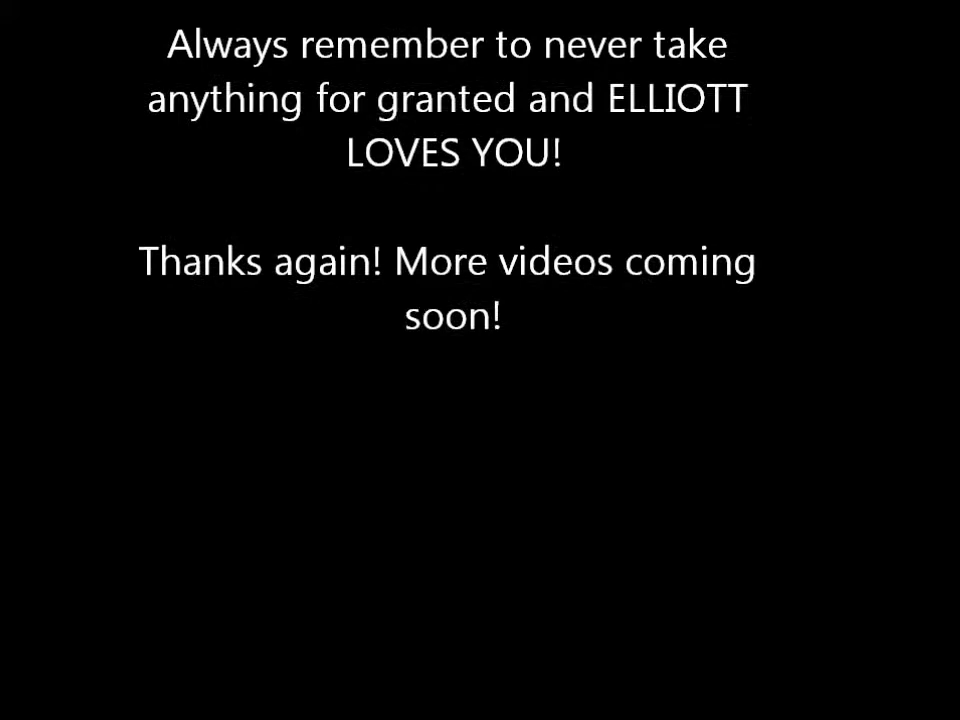 Always remember to never take
anything for granted and ELLIOTT
LOVES YOU!
Thanks again! More videos coming
soon!